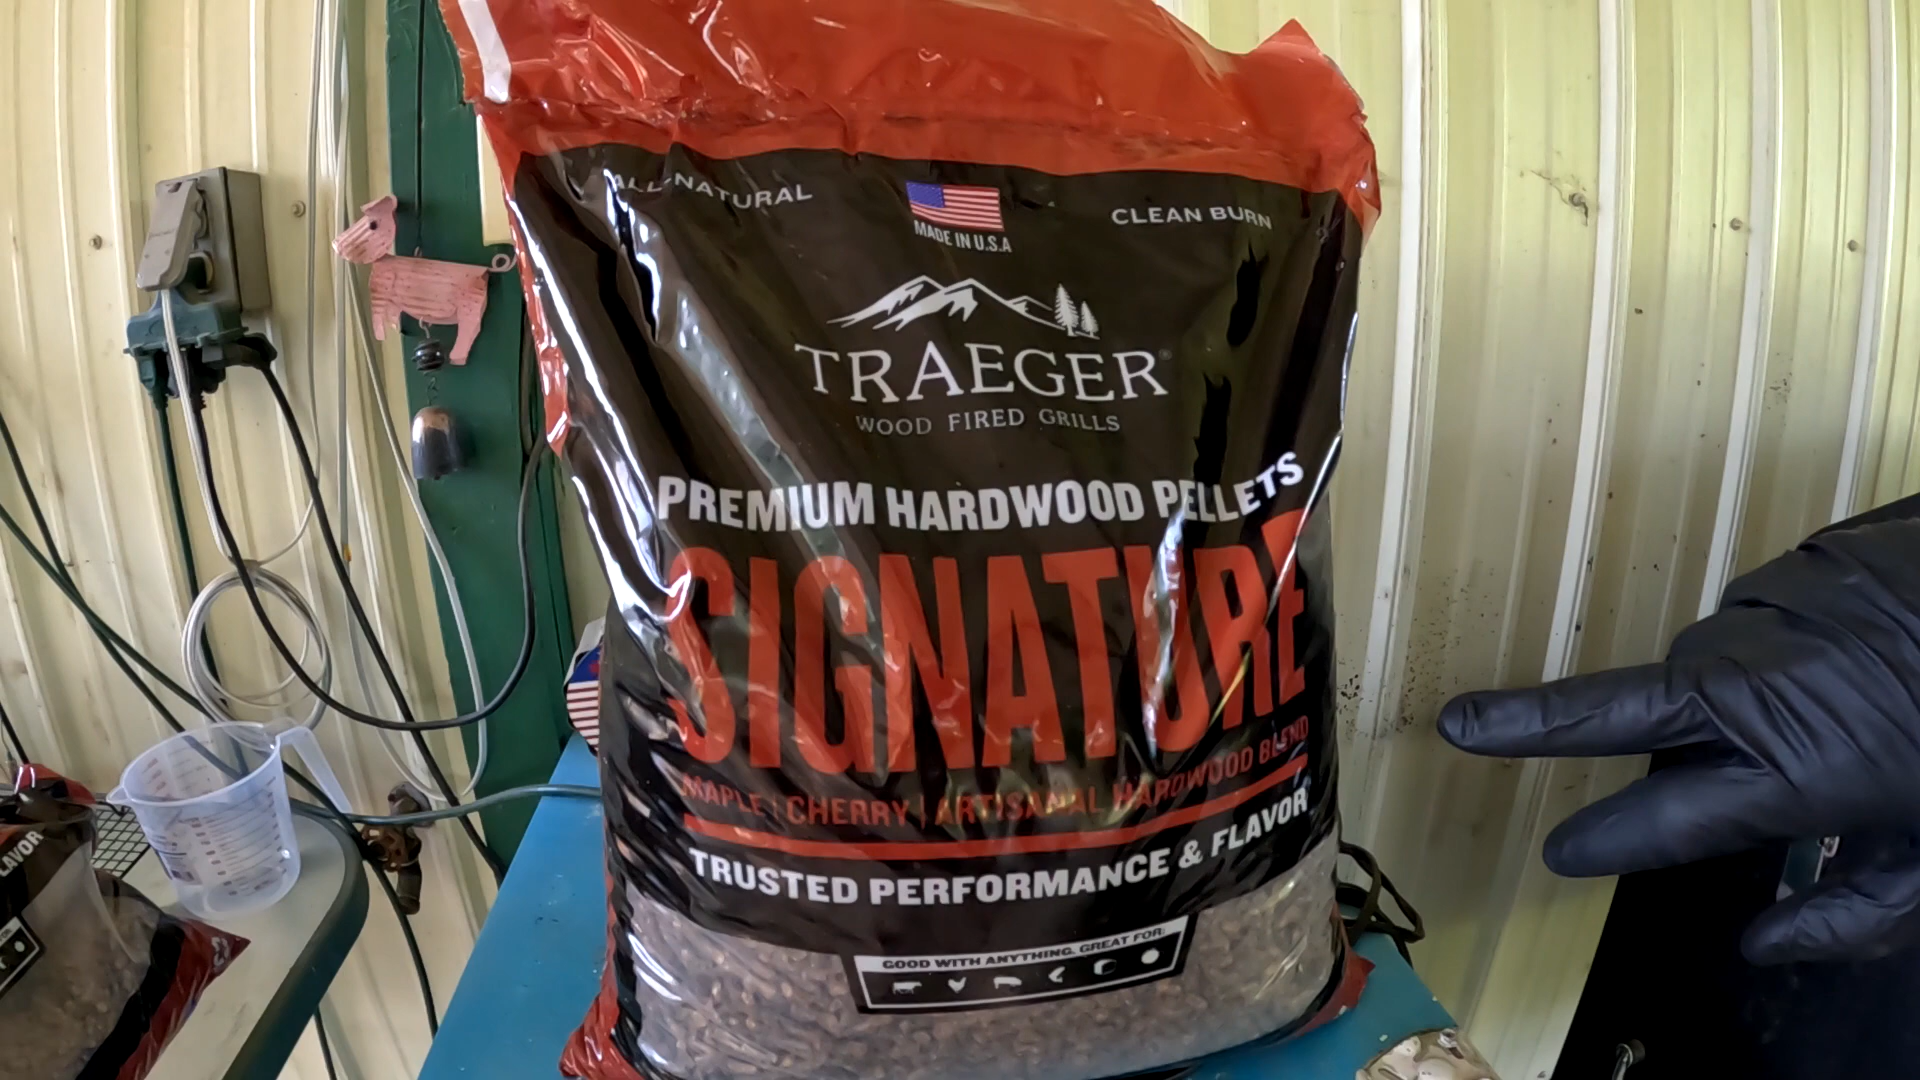 ALL-NATURAL
MADE IN U.S.A
CLEAN BURN
TRAEGER
WOOD FIRED GRILLS
PREMIUM HARDWOOD PELLETS
SIGNATURE
MAPLE | CHERRY | ARTISANAL HARDWOOD BLEND
TRUSTED PERFORMANCE & FLAVOR
GOOD WITH ANYTHING. GREAT FOR:
LAVOR